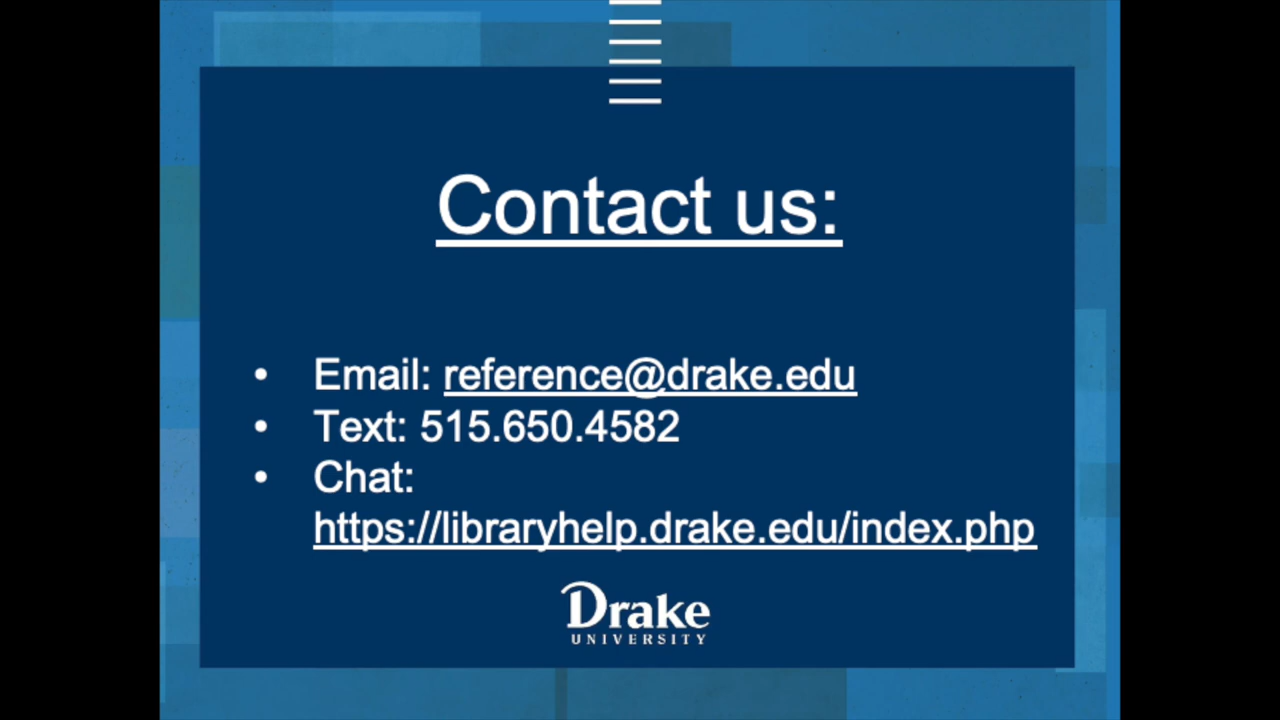 Contact us:
• Email: reference@drake.edu
• Text: 515.650.4582
• Chat:
https://libraryhelp.drake.edu/index.php
Drake
UNIVERSITY